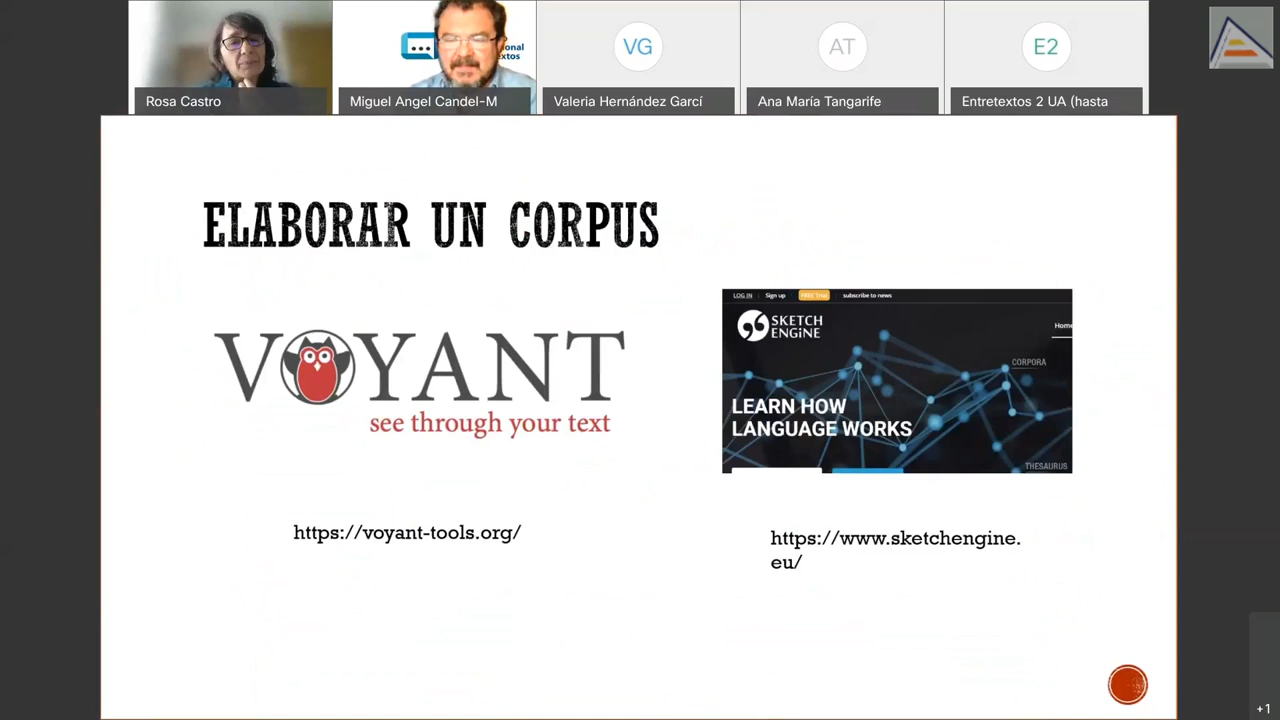 onal
xtos
VG
AT
E2
Rosa Castro
Miguel Angel Candel-M
Valeria Hernández Garcí
Ana María Tangarife
Entretextos 2 UA (hasta
ELABORAR UN CORPUS
VOYANT
see through your text
https://voyant-tools.org/
LOG IN Sign up FREE Trial subscribe to news
SKETCH
ENGINE
Home
CORPORA
LEARN HOW
LANGUAGE WORKS
THESAURUS
https://www.sketchengine.
eu/
+1